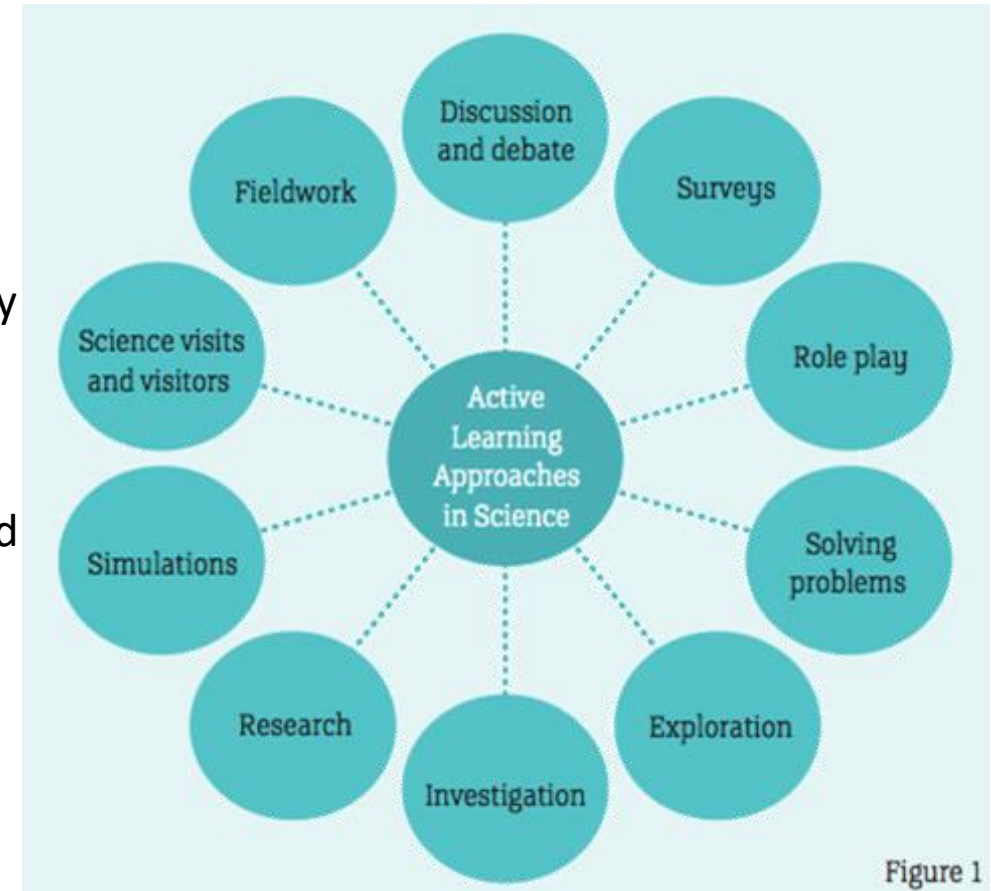 Discussion
and debate
Surveys
Role play
Solving
problems
Exploration
Investigation
Research
Simulations
Science visits
and visitors
Fieldwork
Active
Learning
Approaches
in Science
y
d
Figure 1